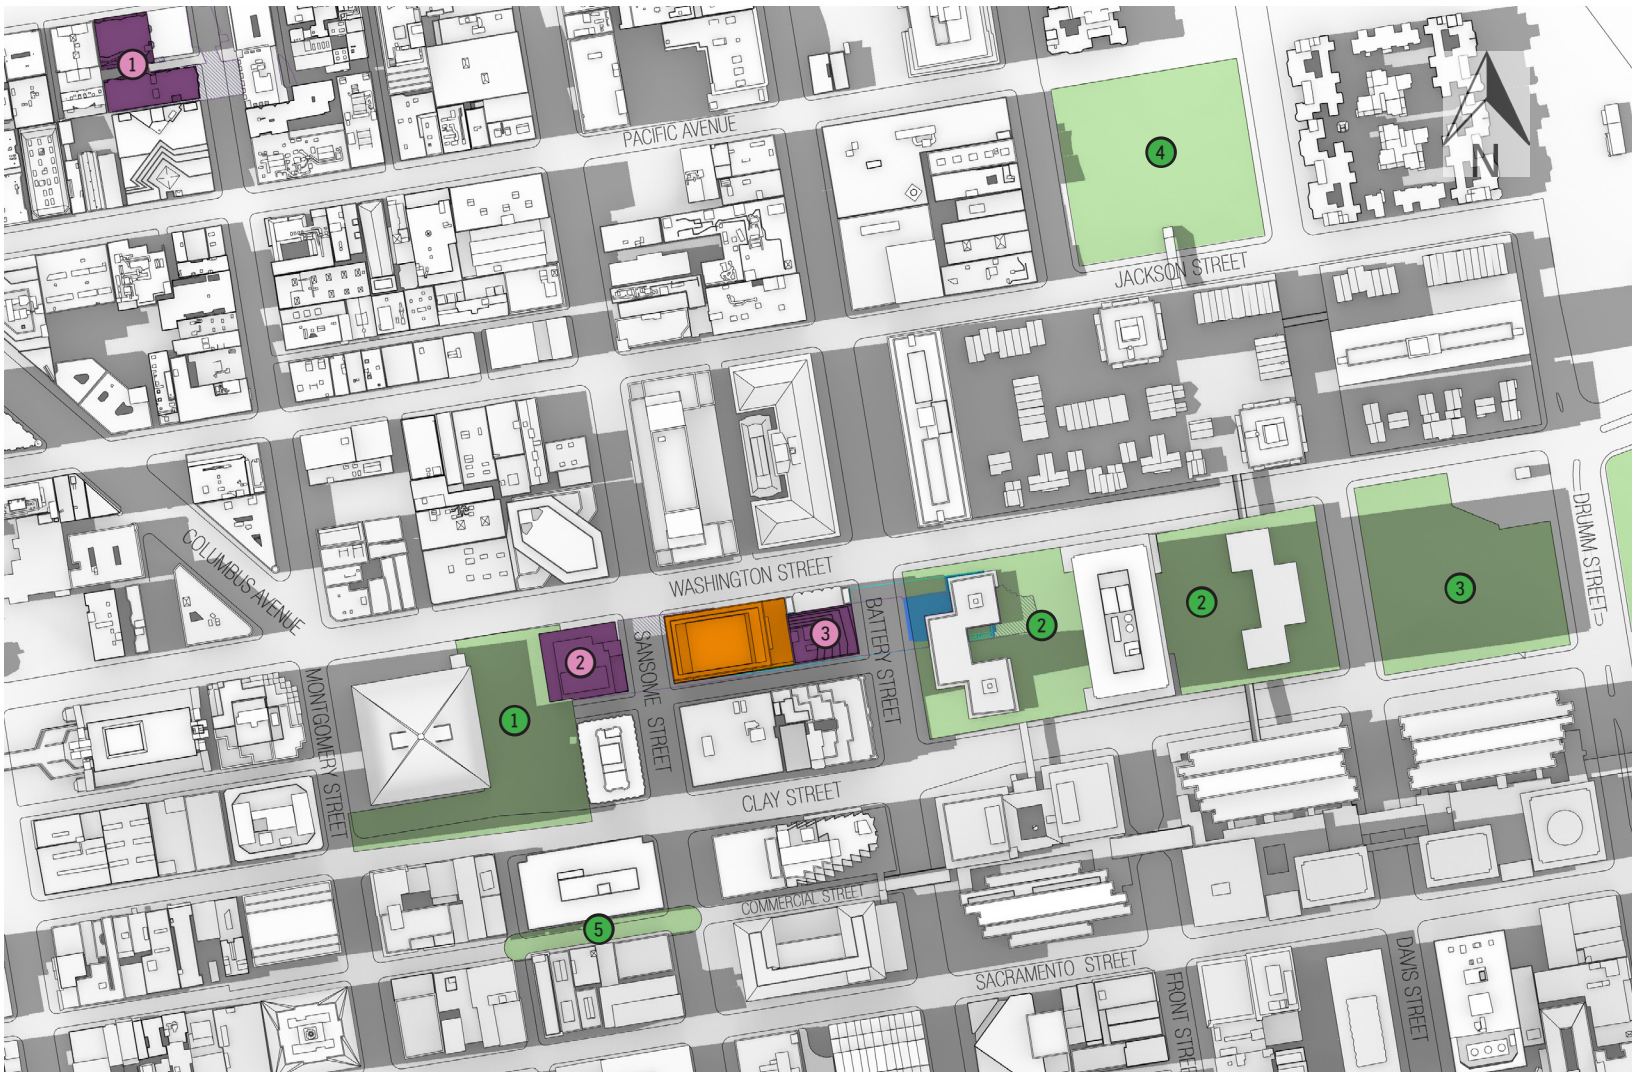 1
PACIFIC AVENUE
4
N
JACKSON STREET
COLUMBUS AVENUE
WASHINGTON STREET
DRUMM STREET
2
3
BATTERY STREET
2
3
2
SANSOME STREET
MONTGOMERY STREET
1
CLAY STREET
COMMERCIAL STREET
5
SACRAMENTO STREET
DAVIS STREET
FRONT STREE